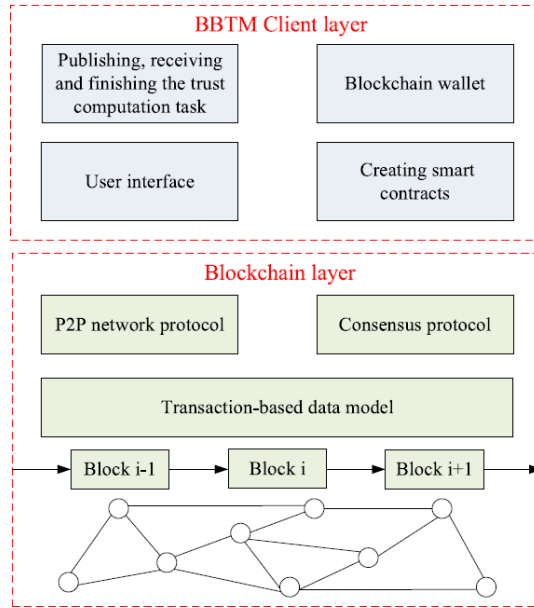 BBTM Client layer
Publishing, receiving
and finishing the trust
computation task
Blockchain wallet
User interface
Creating smart
contracts
Blockchain layer
P2P network protocol
Consensus protocol
Transaction-based data model
Block i-1
Block i
Block i+1